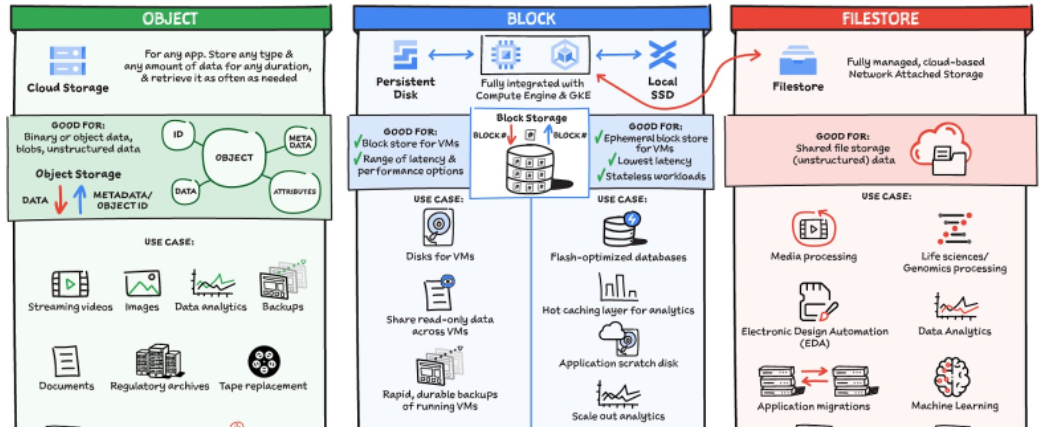 OBJECT
Cloud Storage
For any app. Store any type &
any amount of data for any duration,
& retrieve it as often as needed
GOOD FOR:
Binary or object data,
blobs, unstructured data
Object Storage
DATA
METADATA/
OBJECT ID
ID
META
DATA
OBJECT
DATA
ATTRIBUTES
USE CASE:
Streaming videos
Images
Data analytics
Backups
Documents
Regulatory archives
Tape replacement
BLOCK
Persistent
Disk
Fully integrated with
Compute Engine & GKE
Local
SSD
GOOD FOR:
Block store for VMs
Range of latency &
performance options
Block Storage
BLOCK#
BLOCK#
GOOD FOR:
Ephemeral block store
for VMs
Lowest latency
Stateless workloads
USE CASE:
Disks for VMs
Share read-only data
across VMs
Rapid, durable backups
of running VMs
USE CASE:
Flash-optimized databases
Hot caching layer for analytics
Application scratch disk
Scale out analytics
FILESTORE
Filestore
Fully managed, cloud-based
Network Attached Storage
GOOD FOR:
Shared file storage
(unstructured) data
USE CASE:
Media processing
Life sciences/
Genomics processing
Electronic Design Automation
(EDA)
Data Analytics
Application migrations
Machine Learning